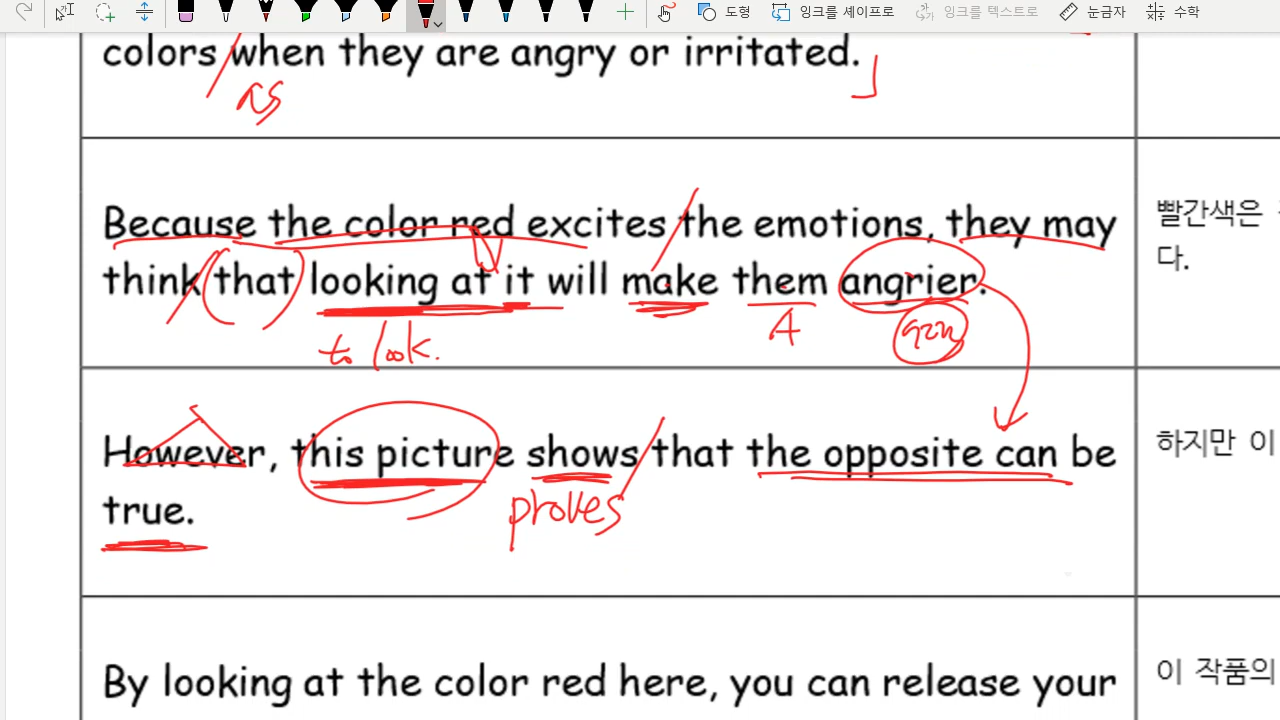 도형 잉크를 셰이프로 잉크를 텍스트로 눈금자 수학
colors when they are angry or irritated.
as
Because the color red excites the emotions, they may
think that looking at it will make them angrier.
to look.
A
However, this picture shows that the opposite can be
true.
proves
By looking at the color red here, you can release your
빨간색은
다.
하지만 이
이 작품의